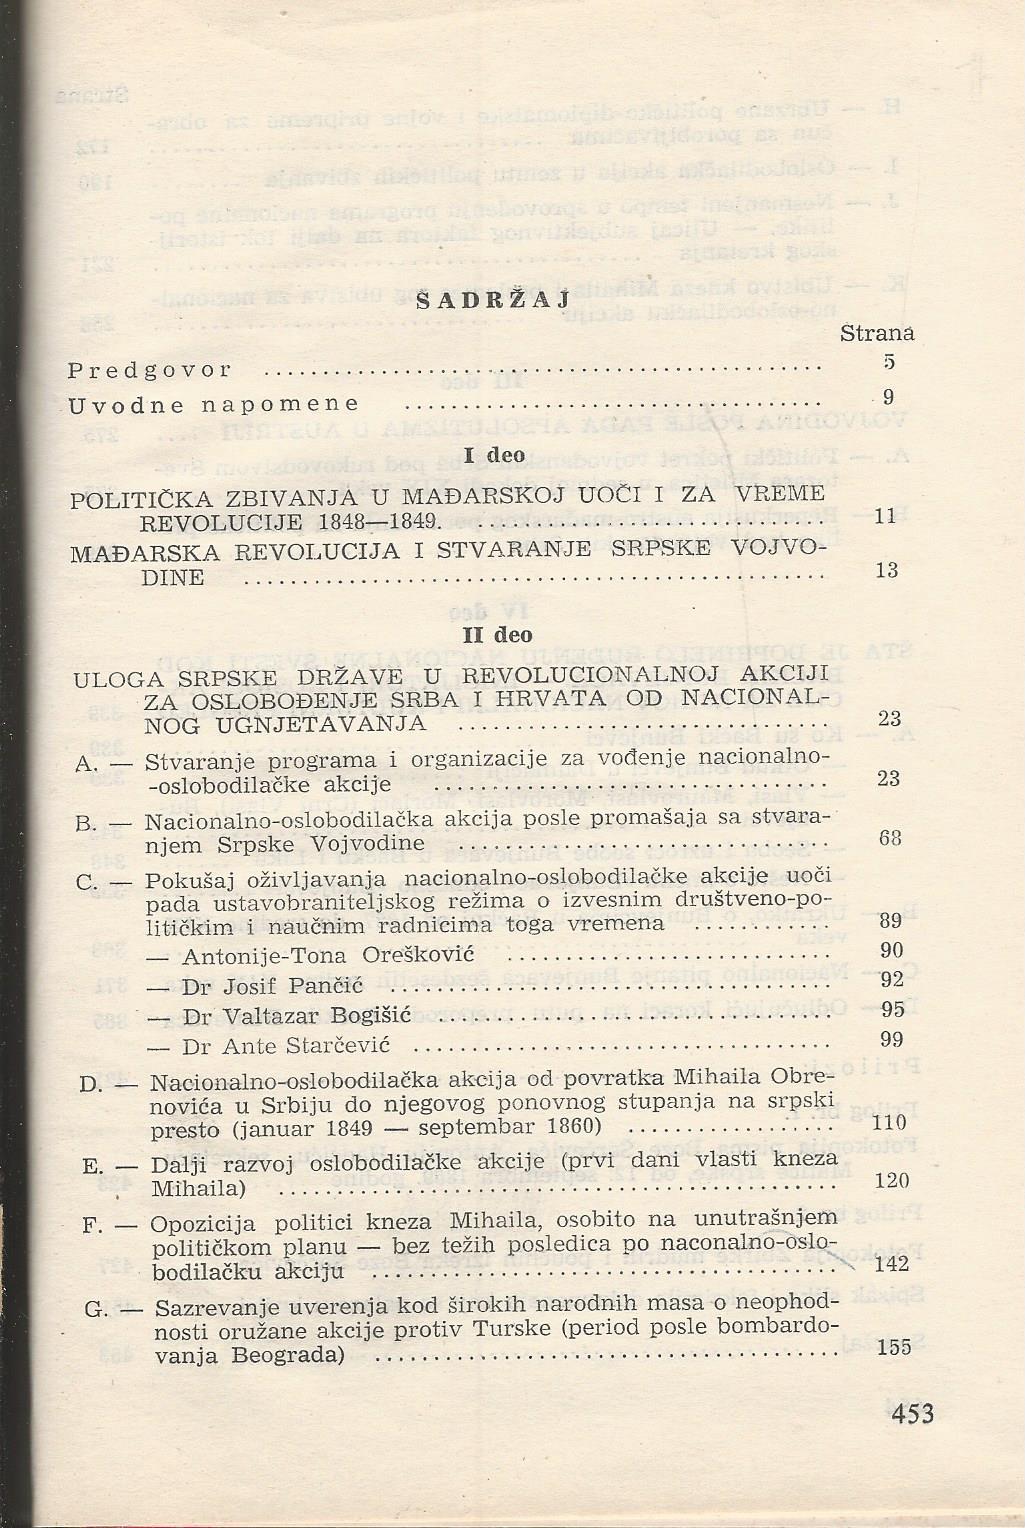 SADRŽAJ
Strana
Predgovor .................... 5
Uvodne napomene .................... 9
I deo
POLITIČKA ZBIVANJA U MAĐARSKOJ UOČI I ZA VREME
REVOLUCIJE 1848—1849. .................... 11
MAĐARSKA REVOLUCIJA I STVARANJE SRPSKE VOJVO-
DINE .................... 13
II deo
ULOGA SRPSKE DRŽAVE U REVOLUCIONALNOJ AKCIJI
ZA OSLOBOĐENJE SRBA I HRVATA OD NACIONAL-
NOG UGNJETAVANJA .................... 23
A. — Stvaranje programa i organizacije za vođenje nacionalno-
-oslobodilačke akcije .................... 23
B. — Nacionalno-oslobodilačka akcija posle promašaja sa stvara-
njem Srpske Vojvodine .................... 68
C. — Pokušaj oživljavanja nacionalno-oslobodilačke akcije uoči
pada ustavobraniteljskog režima o izvesnim društveno-po-
litičkim i naučnim radnicima toga vremena .................... 89
— Antonije-Tona Orešković .................... 90
— Dr Josif Pančić .................... 92
— Dr Valtazar Bogišić .................... 95
— Dr Ante Starčević .................... 99
D. — Nacionalno-oslobodilačka akcija od povratka Mihaila Obre-
novića u Srbiju do njegovog ponovnog stupanja na srpski
presto (januar 1849 — septembar 1860) .................... 110
E. — Dalji razvoj oslobodilačke akcije (prvi dani vlasti kneza
Mihaila) .................... 120
F. — Opozicija politici kneza Mihaila, osobito na unutrašnjem
političkom planu — bez težih posledica po naconalno-oslo-
bodilačku akciju .................... 142
G. — Sazrevanje uverenja kod širokih narodnih masa o neophod-
nosti oružane akcije protiv Turske (period posle bombardo-
vanja Beograda) .................... 155
453